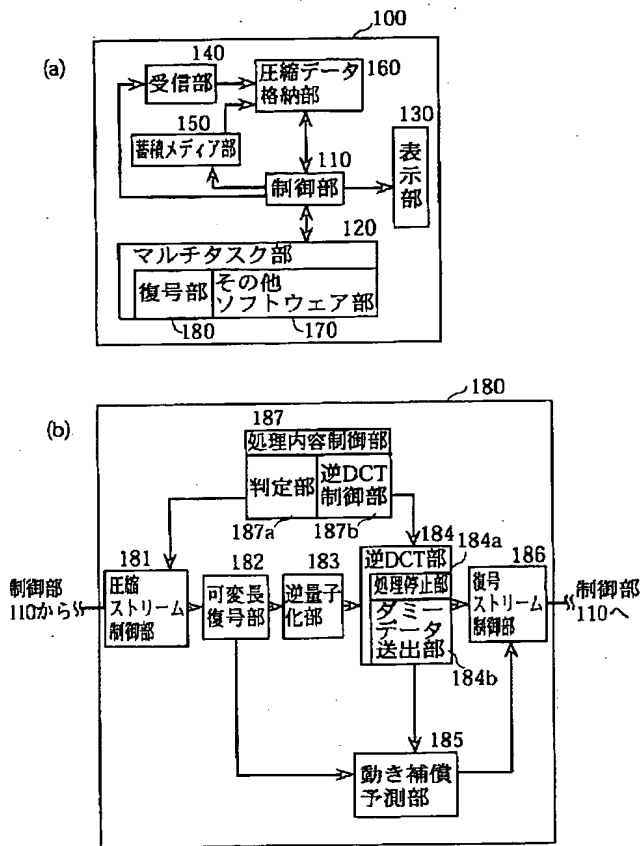 100
(a)
140
受信部
圧縮データ
格納部
160
150
蓄積メディア部
110
制御部
130
表示部
120
マルチタスク部
復号部
その他
ソフトウェア部
180
170
180
(b)
187
処理内容制御部
判定部
逆DCT
制御部
187a
187b
181
圧縮
ストリーム
制御部
182
可変長
復号部
183
逆量子
化部
184
逆DCT部
184a
処理停止部
ダミー
データ
送出部
184b
186
復号
ストリーム
制御部
制御部
110から
制御部
110へ
185
動き補償
予測部